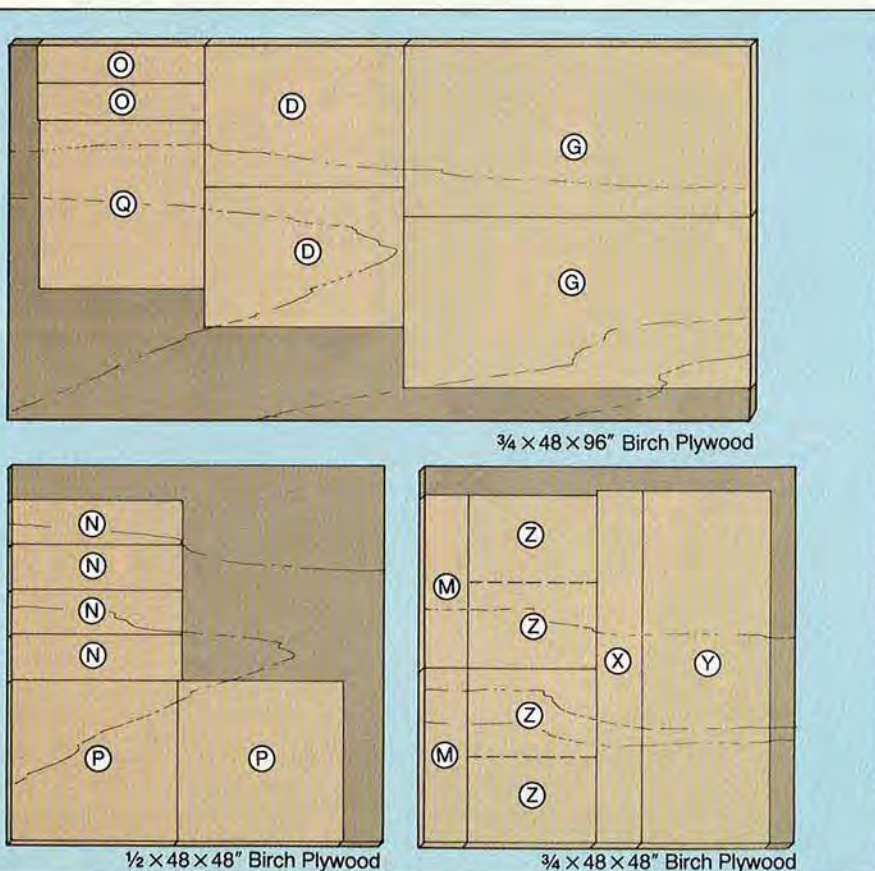 O
O
D
G
Q
D
G
¾ × 48 × 96" Birch Plywood
N
N
N
N
P
P
½ × 48 × 48" Birch Plywood
Z
M
Z
X
Y
Z
M
Z
¾ × 48 × 48" Birch Plywood